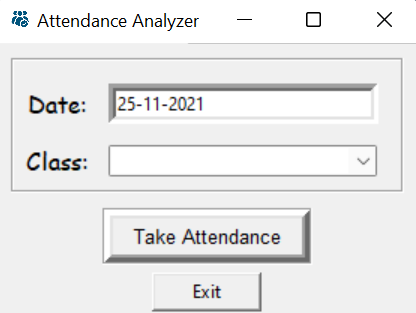 Attendance Analyzer
Date: 25-11-2021
Class:
Take Attendance
Exit